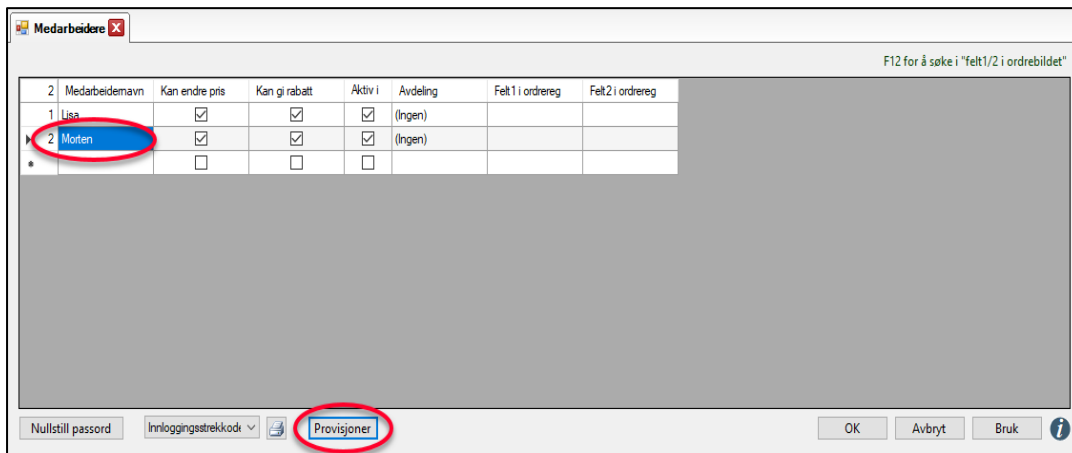 Medarbeidere
F12 for å søke i "felt1/2 i ordrebildet"
2 Medarbeidernavn Kan endre pris Kan gi rabatt Aktiv i Avdeling Felt1 i ordrereg Felt2 i ordrereg
1 Lisa (Ingen)
2 Morten (Ingen)
*
Nullstill passord Innloggingsstrekkode Provisjoner OK Avbryt Bruk i